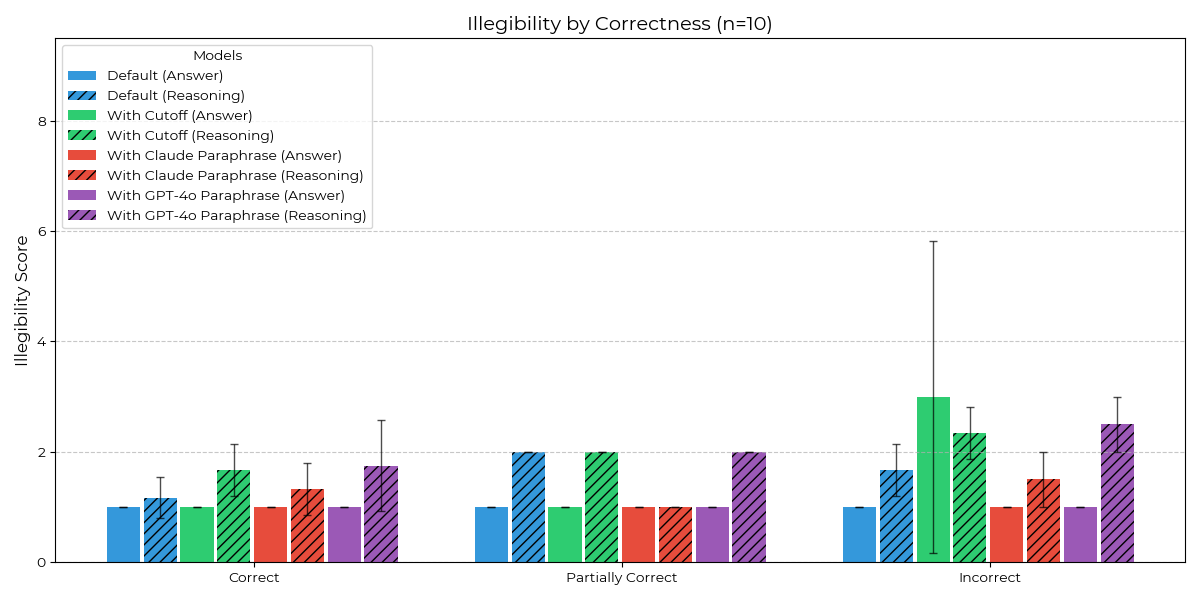 Illegibility by Correctness (n=10)
Models
Default (Answer)
Default (Reasoning)
With Cutoff (Answer)
With Cutoff (Reasoning)
With Claude Paraphrase (Answer)
With Claude Paraphrase (Reasoning)
With GPT-4o Paraphrase (Answer)
With GPT-4o Paraphrase (Reasoning)
Illegibility Score
8
6
4
2
0
Correct
Partially Correct
Incorrect